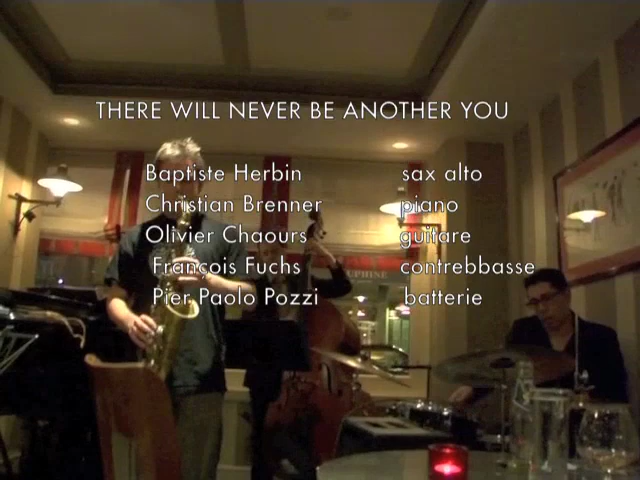 THERE WILL NEVER BE ANOTHER YOU
Baptiste Herbin sax alto
Christian Brenner piano
Olivier Chaours guitare
François Fuchs contrebbasse
Pier Paolo Pozzi batterie